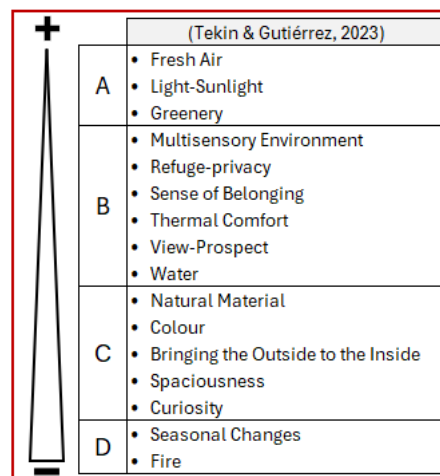 +
(Tekin & Gutiérrez, 2023)
A
• Fresh Air
• Light-Sunlight
• Greenery
B
• Multisensory Environment
• Refuge-privacy
• Sense of Belonging
• Thermal Comfort
• View-Prospect
• Water
C
• Natural Material
• Colour
• Bringing the Outside to the Inside
• Spaciousness
• Curiosity
D
• Seasonal Changes
• Fire
−